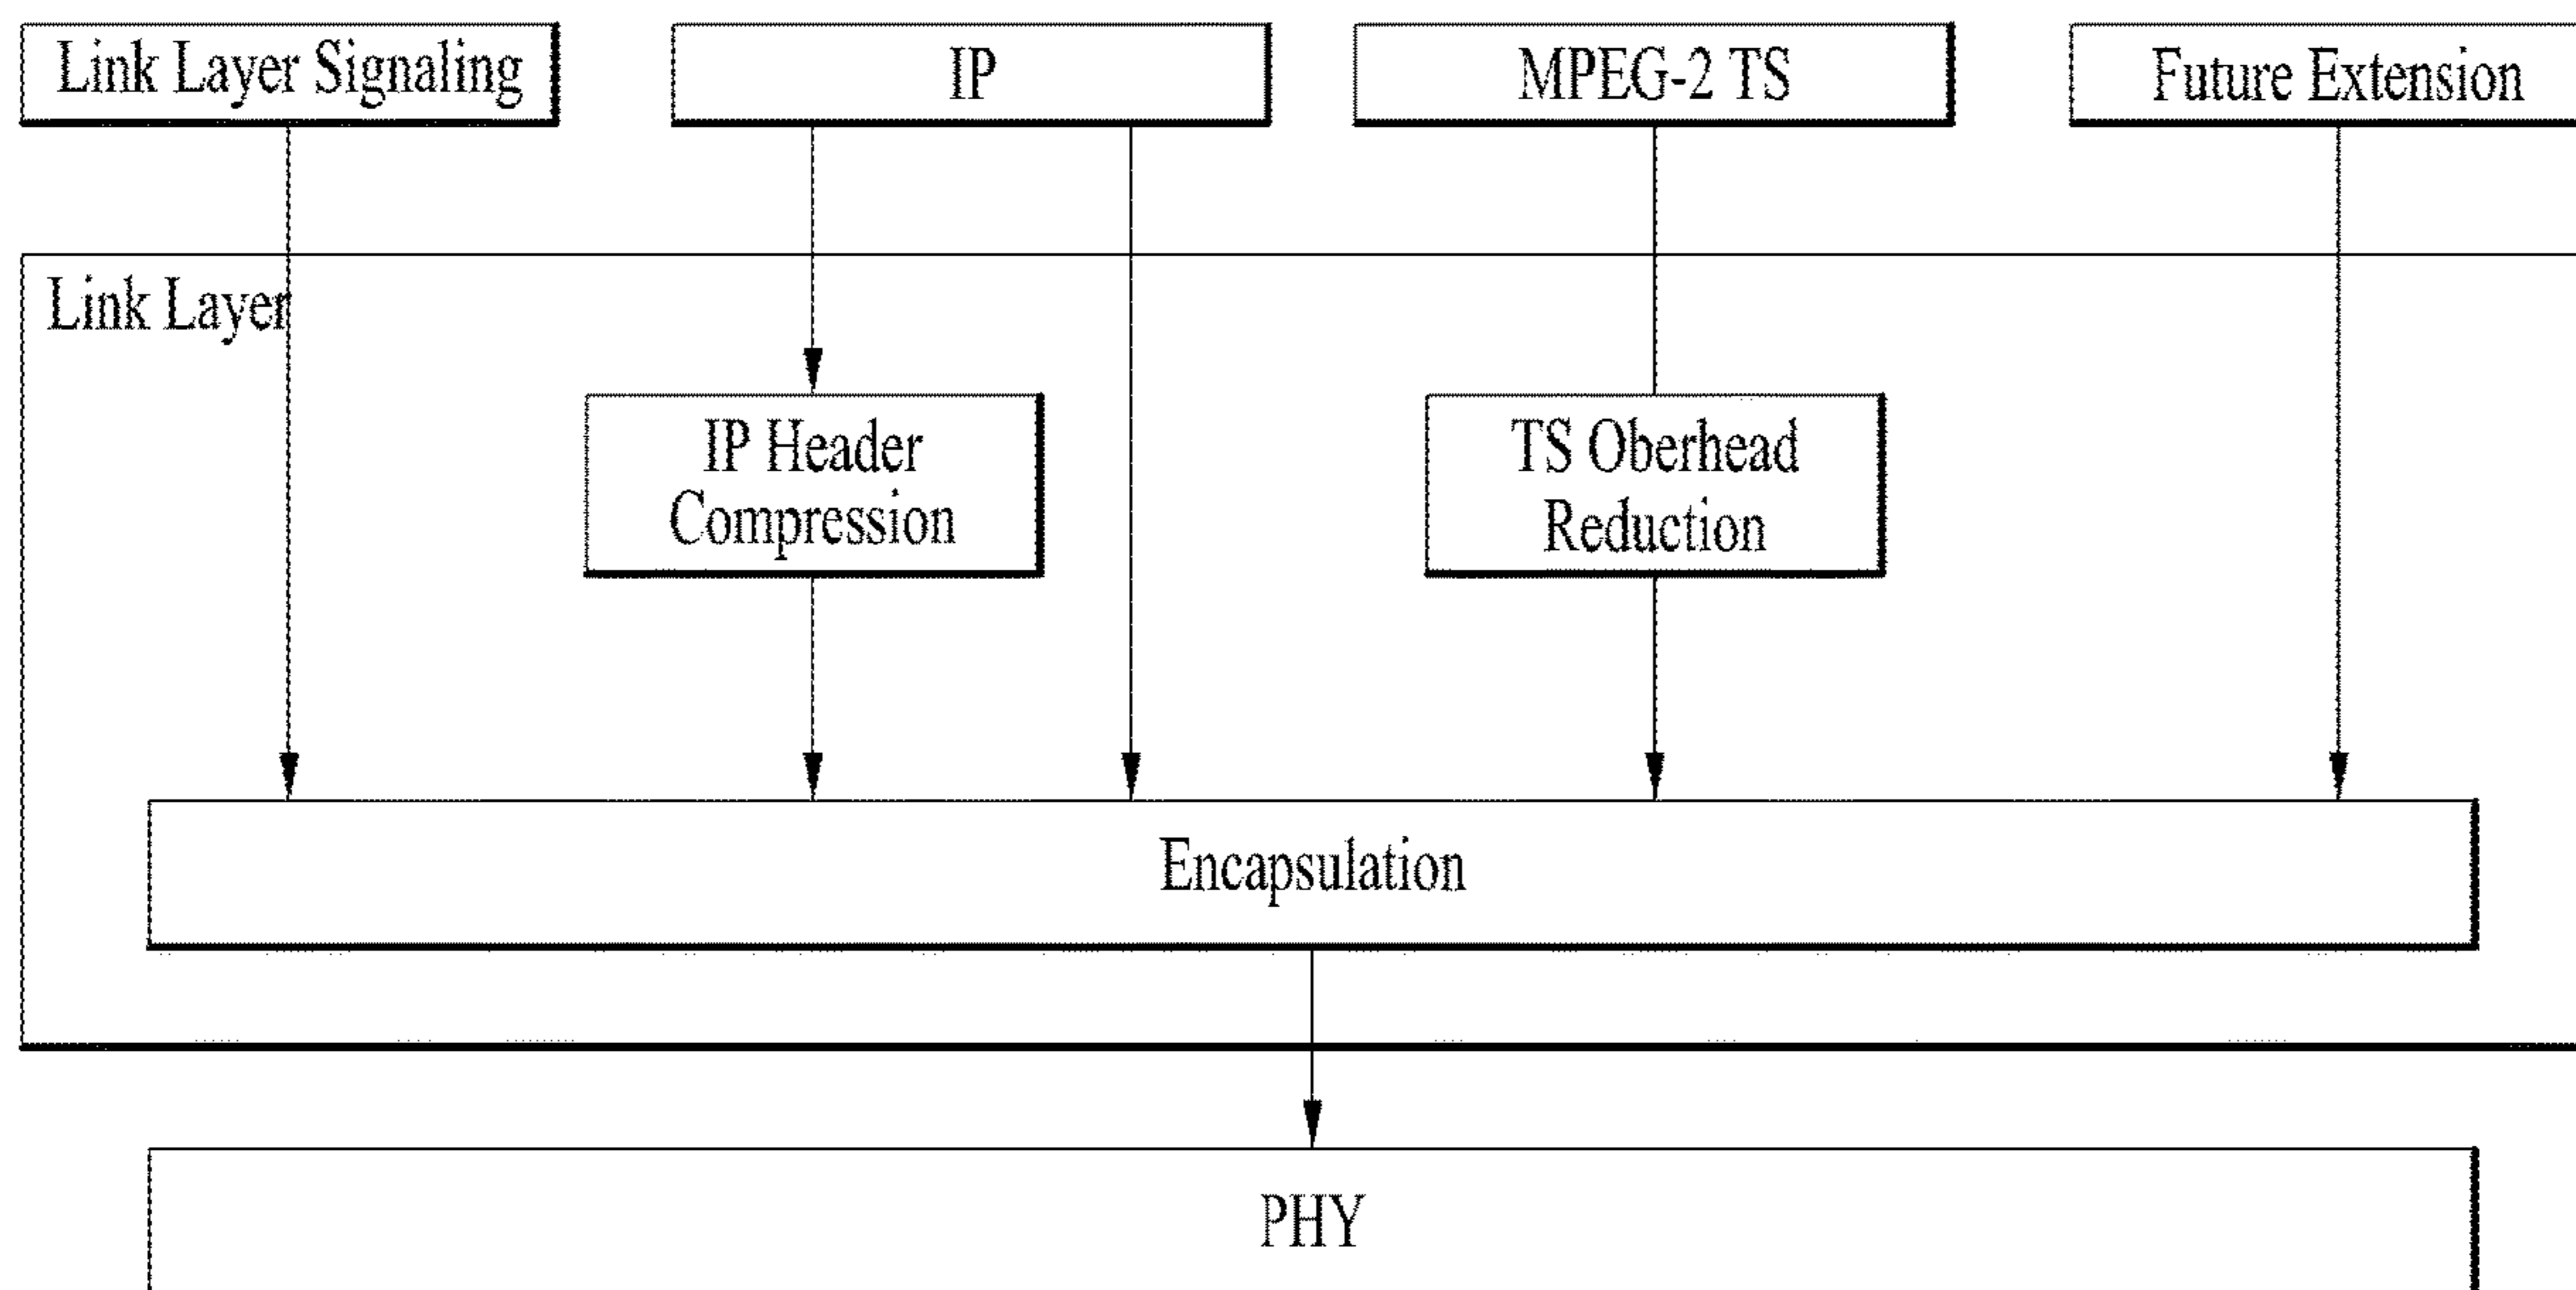 Link Layer Signaling
IP
MPEG-2 TS
Future Extension
Link Layer
IP Header
Compression
TS Oberhead
Reduction
Encapsulation
PHY